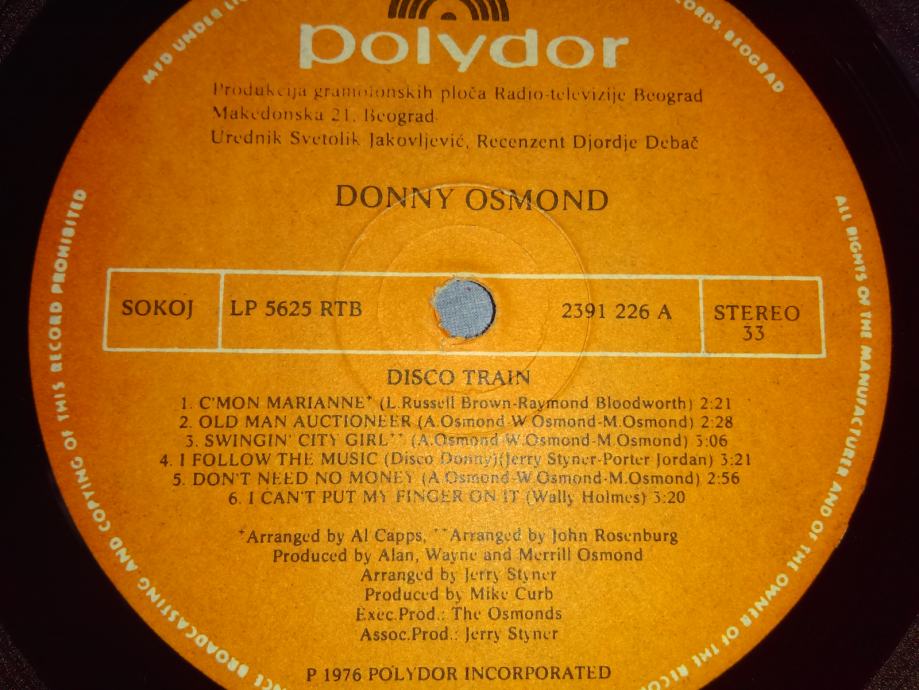 polydor
Produkcija gramofonskih ploča Radio-televizije Beograd
Makedonska 21, Beograd
Urednik Svetolik Jakovljević, Recenzent Djordje Debač
DONNY OSMOND
SOKOJ LP 5625 RTB 2391 226 A STEREO
33
DISCO TRAIN
1. C'MON MARIANNE* (L.Russell Brown-Raymond Bloodworth) 2:21
2. OLD MAN AUCTIONEER (A.Osmond-W.Osmond-M.Osmond) 2:28
3. SWINGIN' CITY GIRL** (A.Osmond-W.Osmond-M.Osmond) 3:06
4. I FOLLOW THE MUSIC (Disco Donny)(Jerry Styner-Porter Jordan) 3:21
5. DON'T NEED NO MONEY (A.Osmond-W.Osmond-M.Osmond) 2:56
6. I CAN'T PUT MY FINGER ON IT (Wally Holmes) 3:20
*Arranged by Al Capps, **Arranged by John Rosenburg
Produced by Alan, Wayne and Merrill Osmond
Arranged by Jerry Styner
Produced by Mike Curb
Exec.Prod.: The Osmonds
Assoc.Prod.: Jerry Styner
P 1976 POLYDOR INCORPORATED
MFD UNDER
RECORDS BEOGRAD
ALL RIGHTS OF THE MANUFACTURER AND OF THE OWNER OF THE
BROADCASTING AND COPYING OF THIS RECORD PROHIBITED